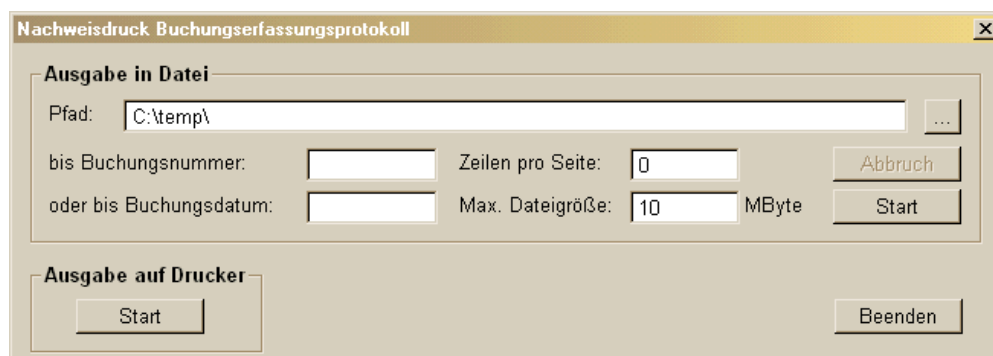 Nachweisdruck Buchungserfassungsprotokoll
Ausgabe in Datei
Pfad: C:\temp\ ...
bis Buchungsnummer: Zeilen pro Seite: 0 Abbruch
oder bis Buchungsdatum: Max. Dateigröße: 10 MByte Start
Ausgabe auf Drucker
Start Beenden